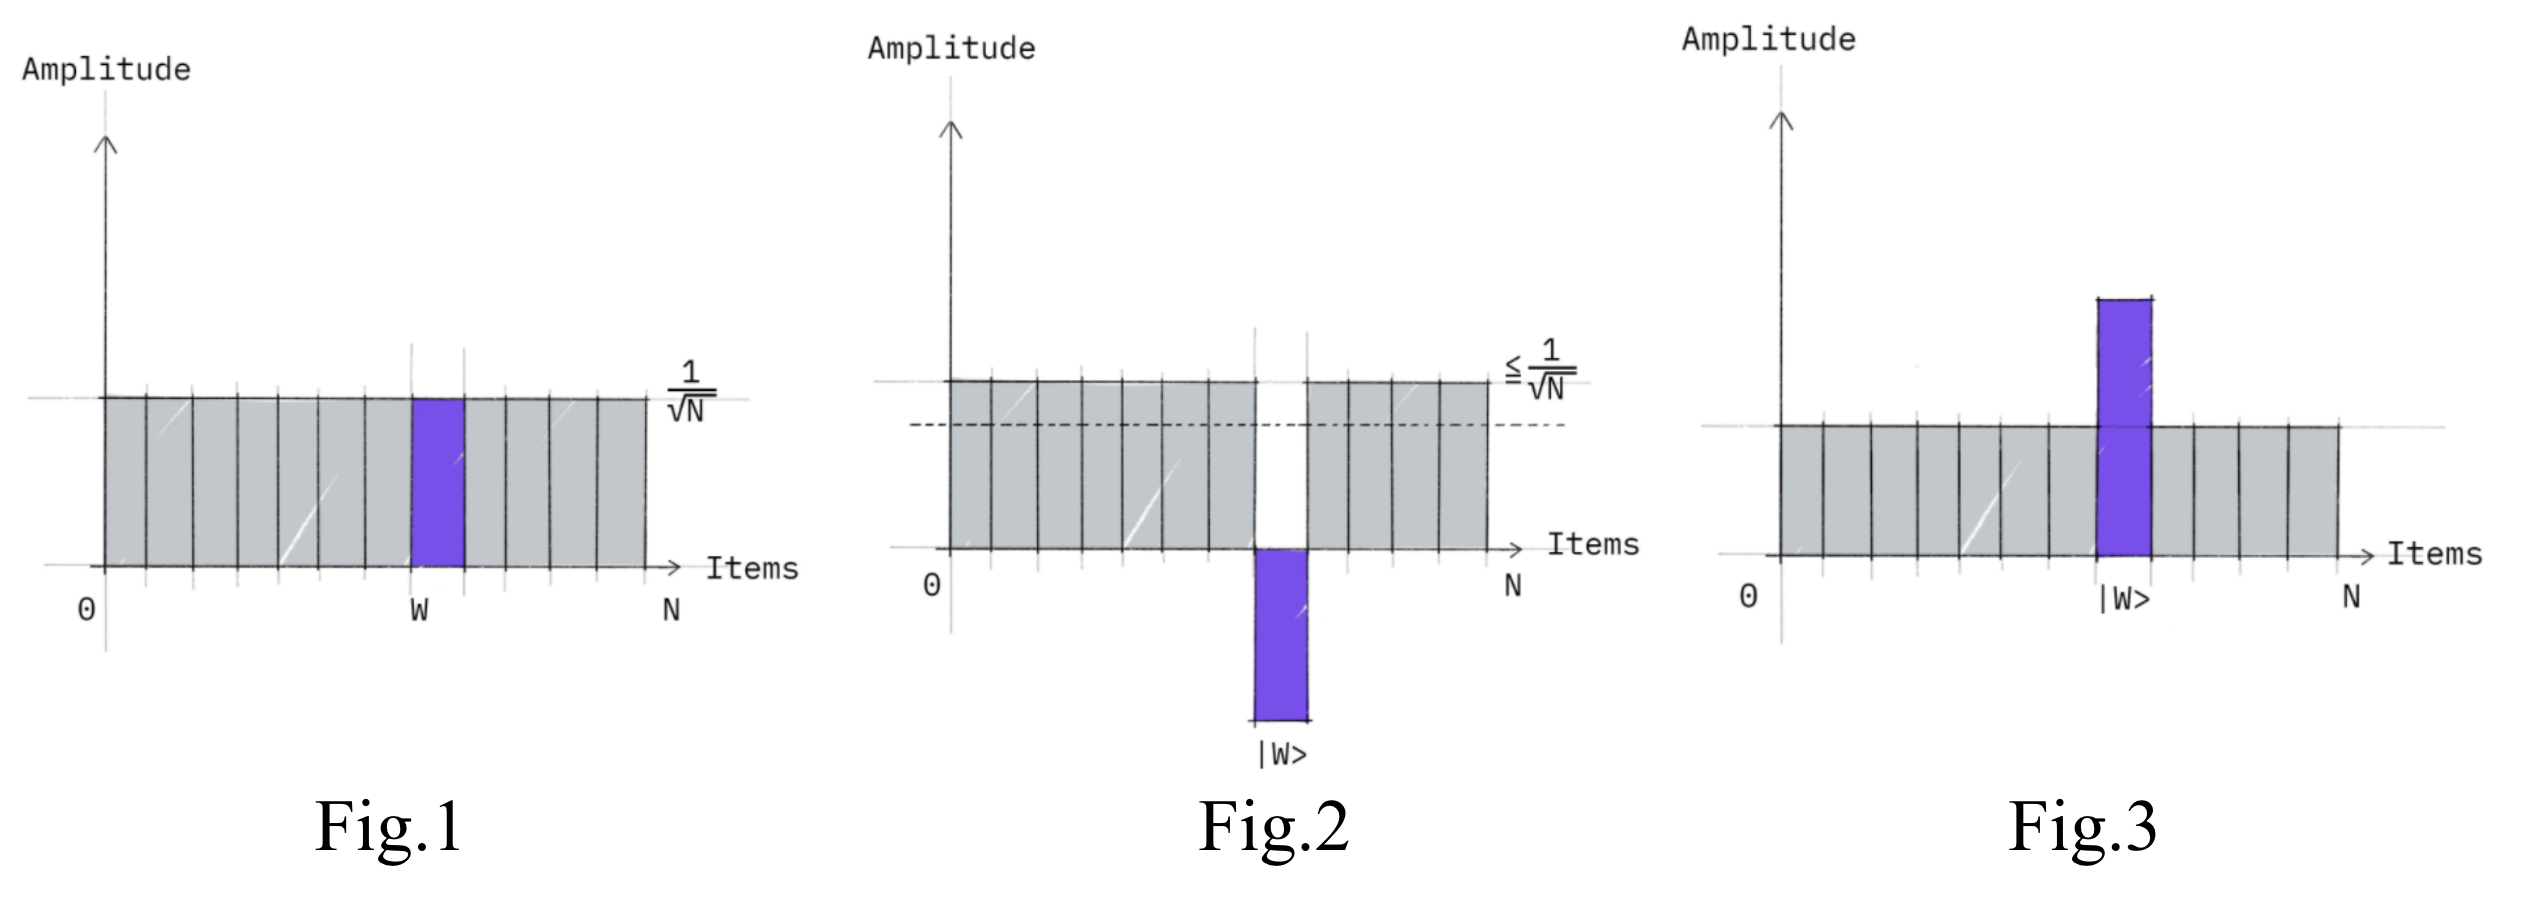 Amplitude
1
√N
Items
0
W
N
Fig.1
Amplitude
≤ 1
√N
Items
0
N
|W>
Fig.2
Amplitude
Items
0
|W>
N
Fig.3